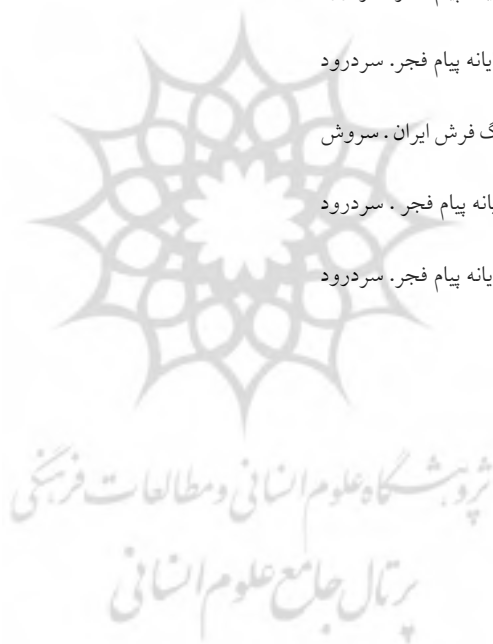 یانه پیام فجر. سردرود
گ فرش ایران . سروش
یانه پیام فجر . سردرود
یانه پیام فجر. سردرود
پژوهشگاه علوم انسانی و مطالعات فرهنگی
پرتال جامع علوم انسانی